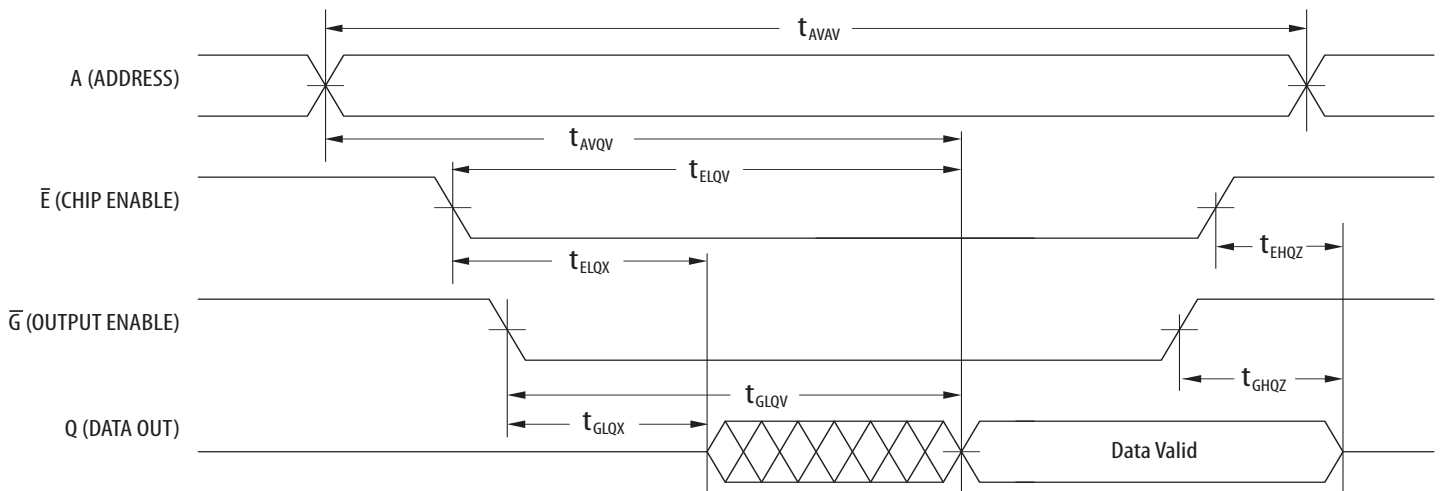 tAVAV
A (ADDRESS)
tAVQV
tELQV
Ē (CHIP ENABLE)
tELQX
tEHQZ
G̅ (OUTPUT ENABLE)
tGHQZ
tGLQV
tGLQX
Q (DATA OUT)
Data Valid